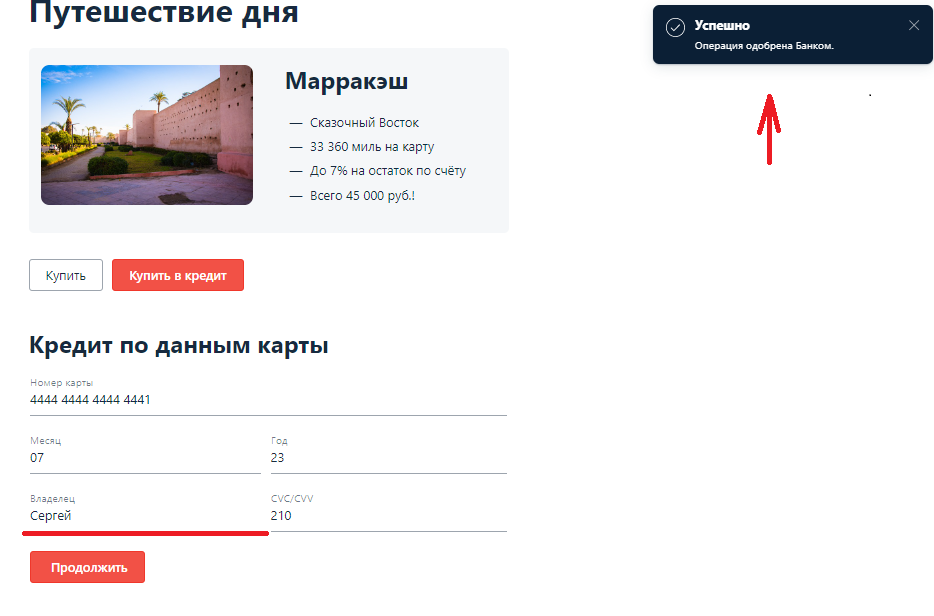 Путешествие дня
Успешно
Операция одобрена Банком.
Марракэш
— Сказочный Восток
— 33 360 миль на карту
— До 7% на остаток по счёту
— Всего 45 000 руб.!
Купить
Купить в кредит
Кредит по данным карты
Номер карты
4444 4444 4444 4441
Месяц
Год
07
23
Владелец
CVC/CVV
Сергей
210
Продолжить